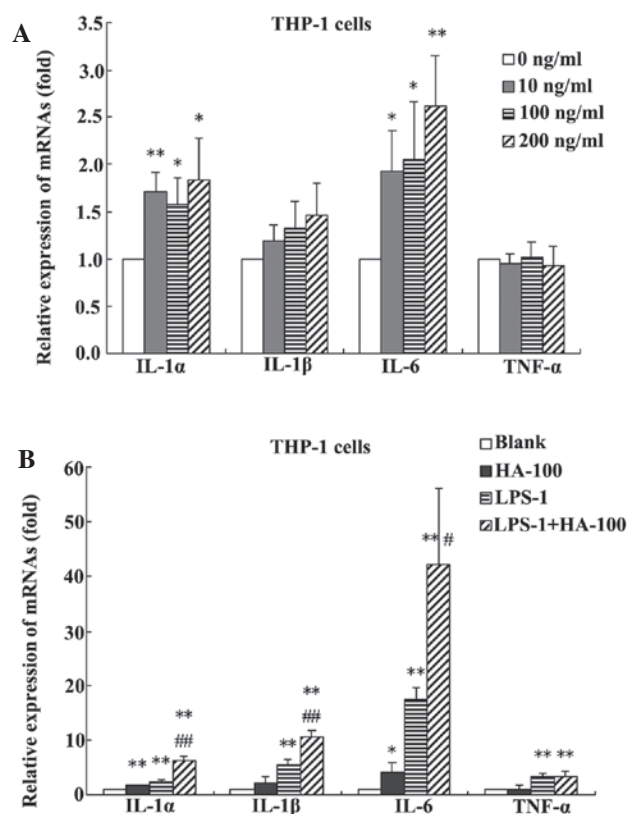 A
THP-1 cells
Relative expression of mRNAs (fold)
3.5
3.0
2.5
2.0
1.5
1.0
0.5
0.0
0 ng/ml
10 ng/ml
100 ng/ml
200 ng/ml
** * *
* * **
IL-1α IL-1β IL-6 TNF-α
B
THP-1 cells
Relative expression of mRNAs (fold)
60
50
40
30
20
10
0
Blank
HA-100
LPS-1
LPS-1+HA-100
** ** ** ##
** ** ##
* ** ** #
** **
IL-1α IL-1β IL-6 TNF-α